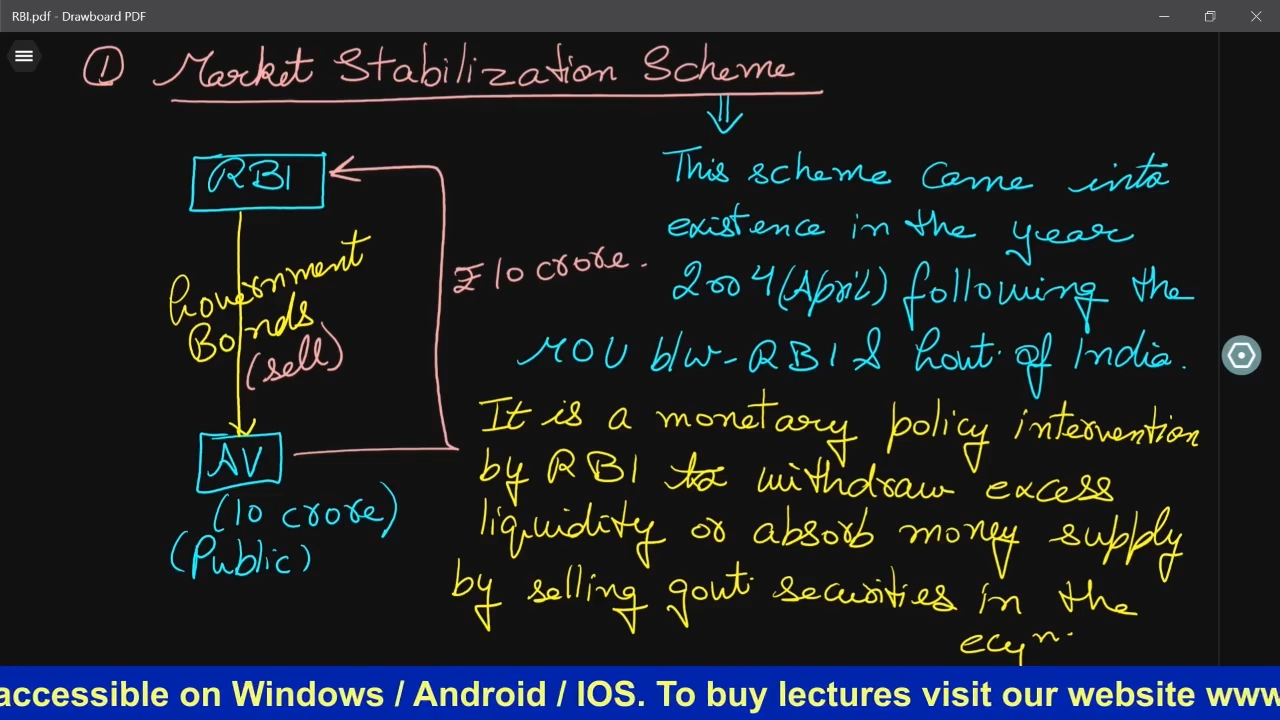 RBI.pdf - Drawboard PDF
① Market Stabilization Scheme
RBI
Government
Bonds
(sell)
AV
(10 crore)
(Public)
₹10 crore.
This scheme came into
existence in the year
2004 (April) following the
MOU b/w- RBI & Govt. of India.
It is a monetary policy intervention
by RBI to withdraw excess
liquidity or absorb money supply
by selling govt. securities in the
ecyn.
accessible on Windows / Android / IOS. To buy lectures visit our website www